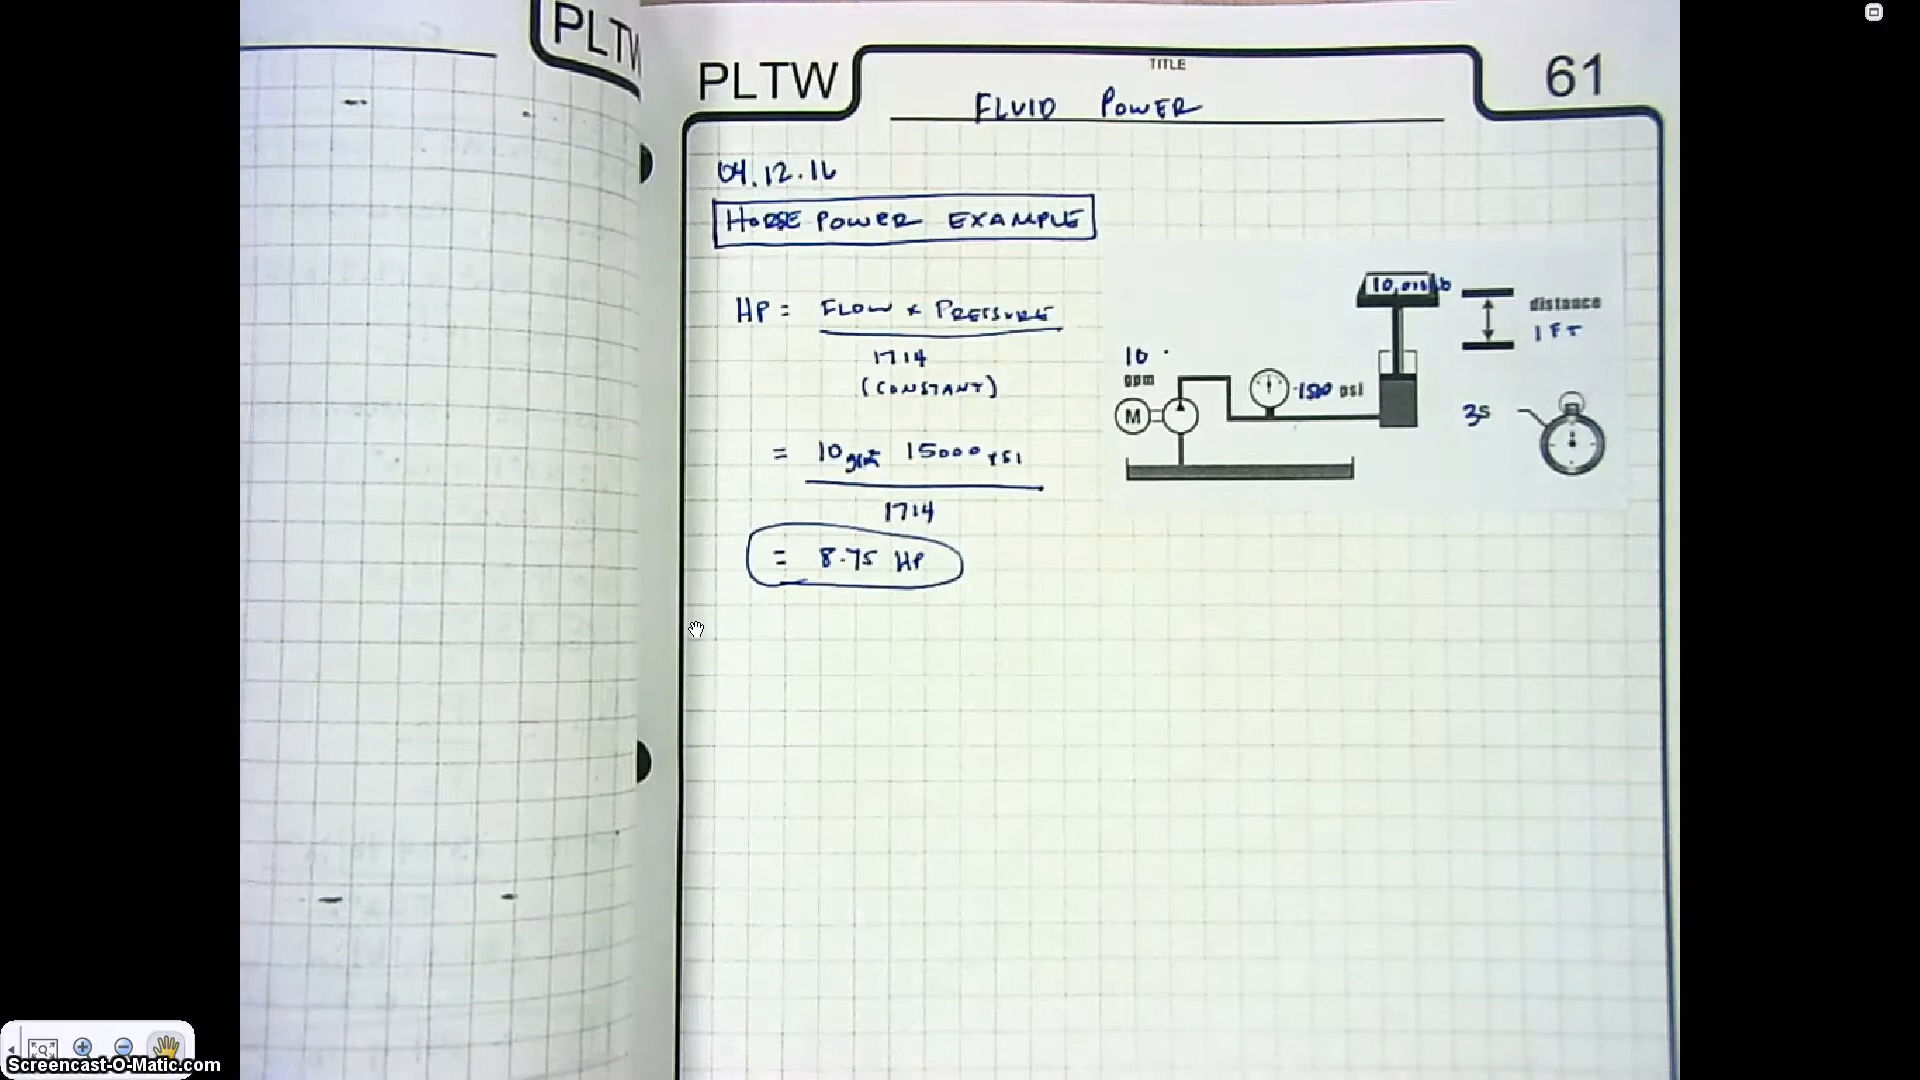 PLTW
PLTW
TITLE
61
FLUID POWER
04.12.16
HORSE POWER EXAMPLE
HP = FLOW x PRESSURE
1714
(CONSTANT)
= 10 15000 PSI
1714
= 8.75 HP
10
gpm
M
psi
distance
1 FT
3s
Screencast-O-Matic.com